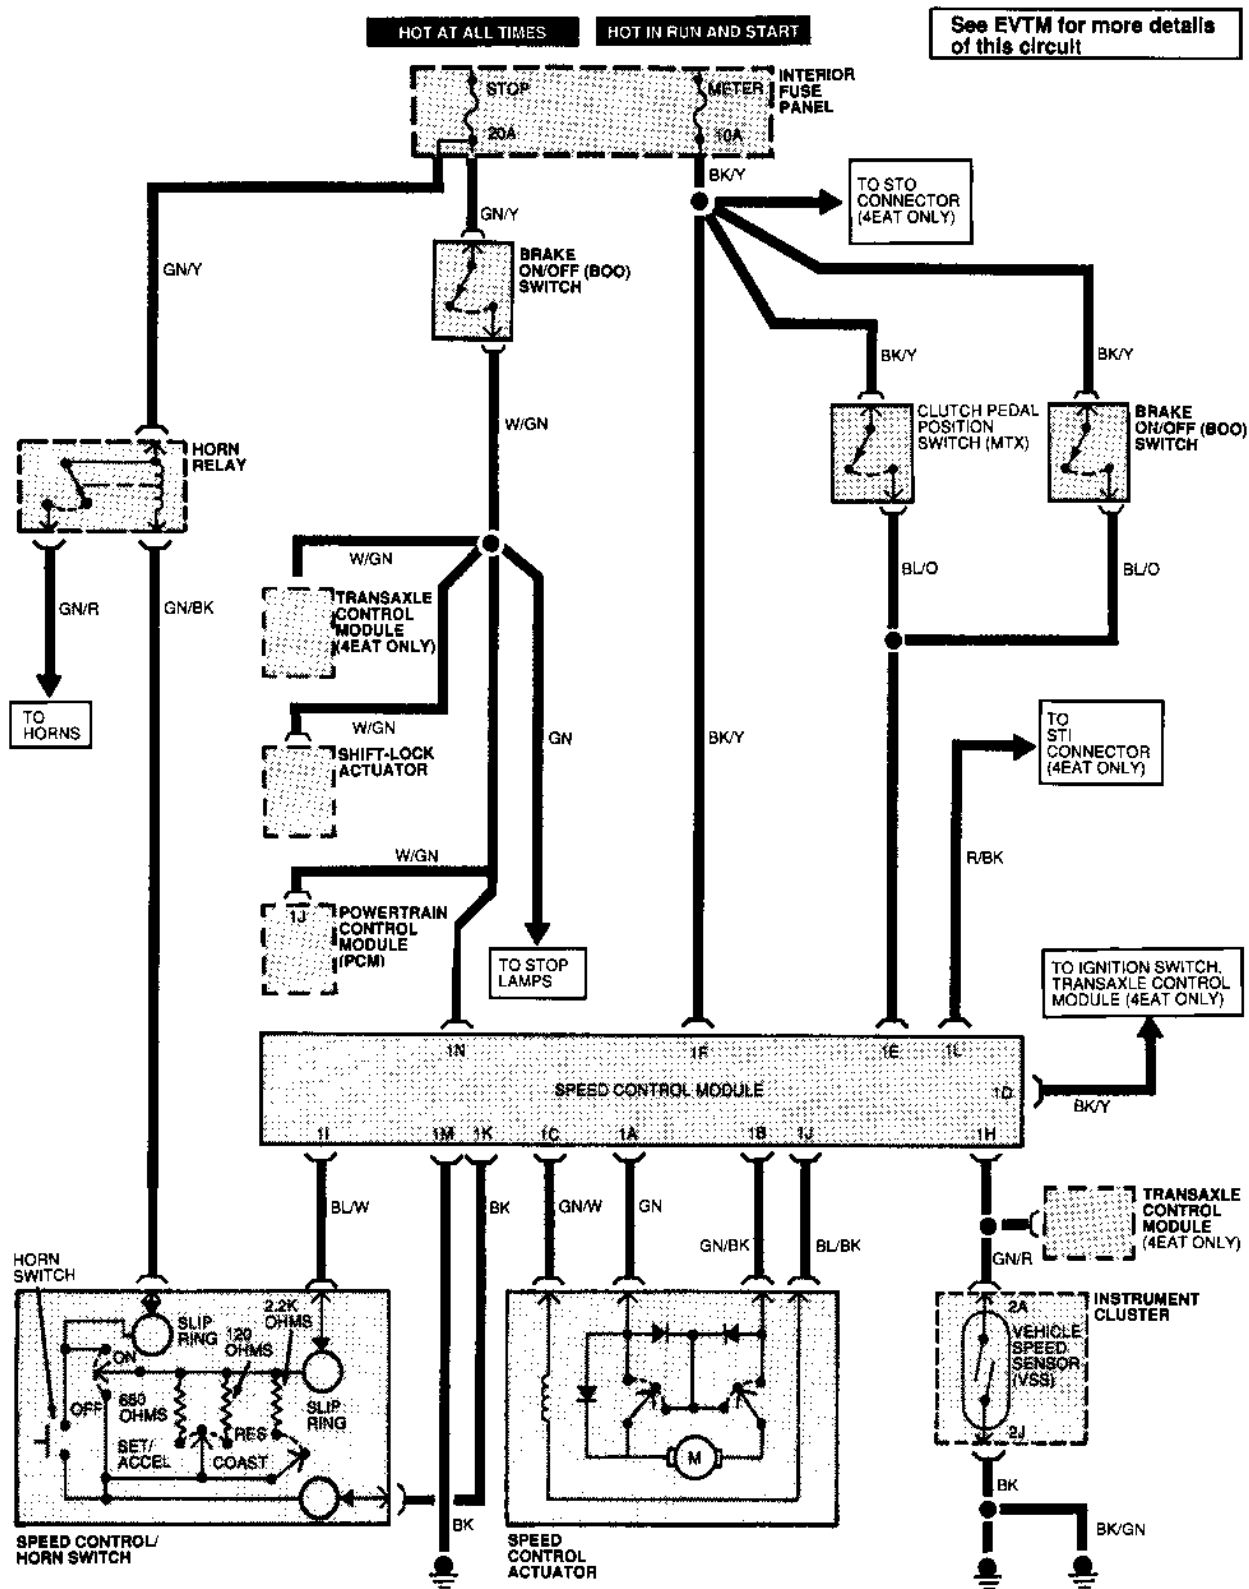 HOT AT ALL TIMES
HOT IN RUN AND START
See EVTM for more details
of this circuit
STOP
20A
METER
10A
INTERIOR
FUSE
PANEL
BK/Y
TO STO
CONNECTOR
(4EAT ONLY)
GN/Y
GN/Y
BRAKE
ON/OFF (BOO)
SWITCH
BK/Y
BK/Y
W/GN
CLUTCH PEDAL
POSITION
SWITCH (MTX)
BRAKE
ON/OFF (BOO)
SWITCH
HORN
RELAY
W/GN
BL/O
BL/O
GN/R
GN/BK
TRANSAXLE
CONTROL
MODULE
(4EAT ONLY)
TO
HORNS
W/GN
GN
BK/Y
TO
STI
CONNECTOR
(4EAT ONLY)
SHIFT-LOCK
ACTUATOR
W/GN
R/BK
1J
POWERTRAIN
CONTROL
MODULE
(PCM)
TO STOP
LAMPS
TO IGNITION SWITCH,
TRANSAXLE CONTROL
MODULE (4EAT ONLY)
1N
1F
1E
1L
SPEED CONTROL MODULE
1D
BK/Y
1I
1M
1K
1C
1A
1B
1J
1H
BL/W
BK
GN/W
GN
GN/BK
BL/BK
TRANSAXLE
CONTROL
MODULE
(4EAT ONLY)
GN/R
HORN
SWITCH
SLIP
RING
2.2K
OHMS
120
OHMS
ON
OFF
680
OHMS
SLIP
RING
SET/
ACCEL
RES
COAST
M
2A
VEHICLE
SPEED
SENSOR
(VSS)
2J
INSTRUMENT
CLUSTER
BK
BK
BK/GN
SPEED CONTROL/
HORN SWITCH
SPEED
CONTROL
ACTUATOR